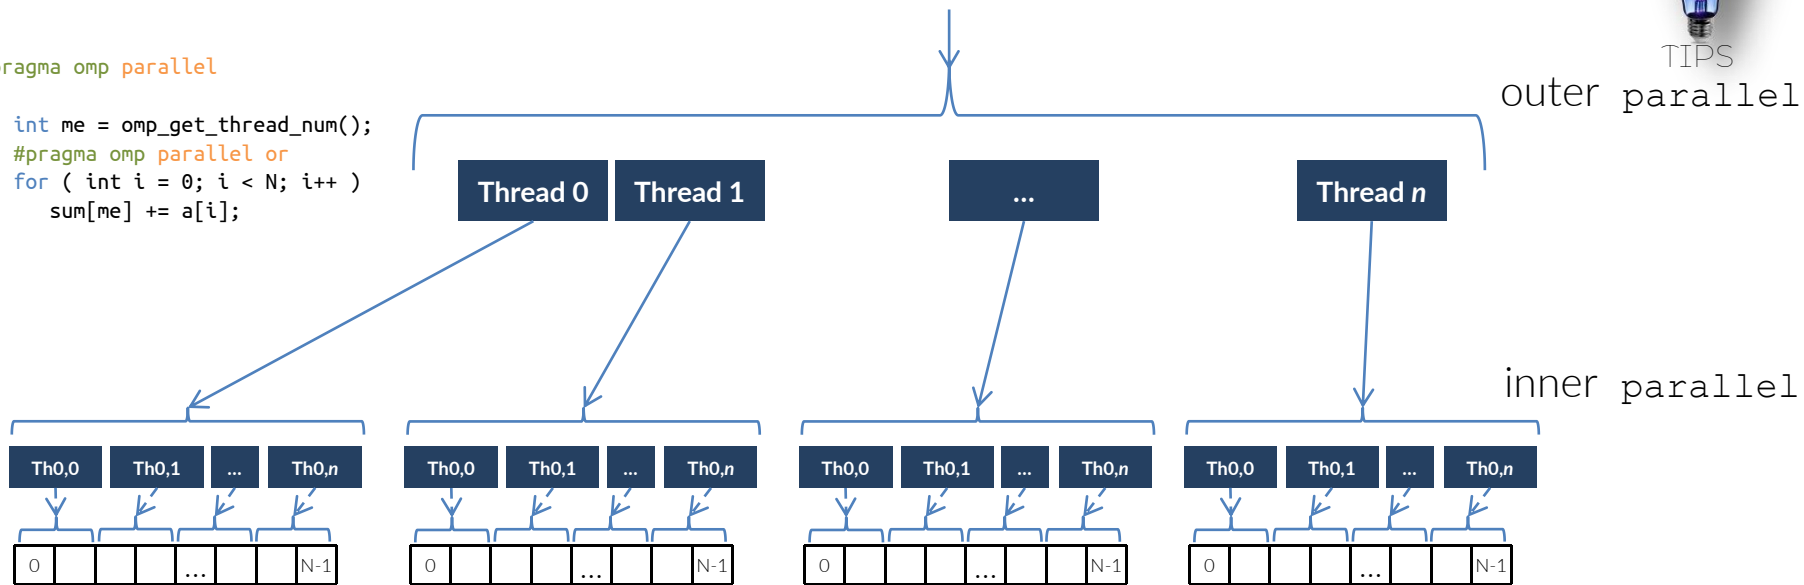 TIPS
ragma omp parallel
int me = omp_get_thread_num();
#pragma omp parallel or
for ( int i = 0; i < N; i++ )
sum[me] += a[i];
outer parallel
Thread 0 Thread 1 ... Thread n
inner parallel
Th0,0 Th0,1 ... Th0,n Th0,0 Th0,1 ... Th0,n Th0,0 Th0,1 ... Th0,n Th0,0 Th0,1 ... Th0,n
0 ... N-1 0 ... N-1 0 ... N-1 0 ... N-1